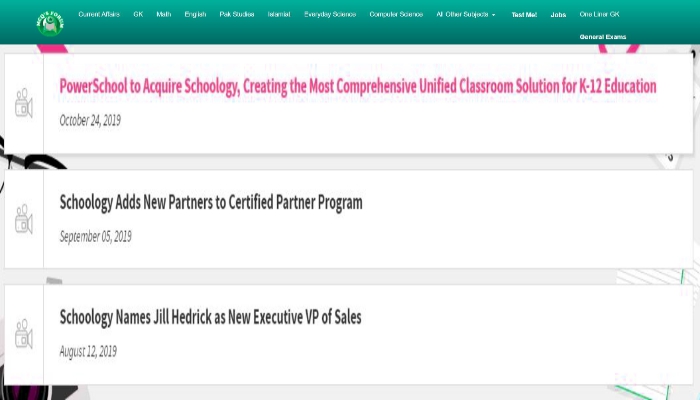 Current Affairs GK Math English Pak Studies Islamiat Everyday Science Computer Science All Other Subjects Test Me! Jobs One Liner GK
General Exams
PowerSchool to Acquire Schoology, Creating the Most Comprehensive Unified Classroom Solution for K-12 Education
October 24, 2019
Schoology Adds New Partners to Certified Partner Program
September 05, 2019
Schoology Names Jill Hedrick as New Executive VP of Sales
August 12, 2019